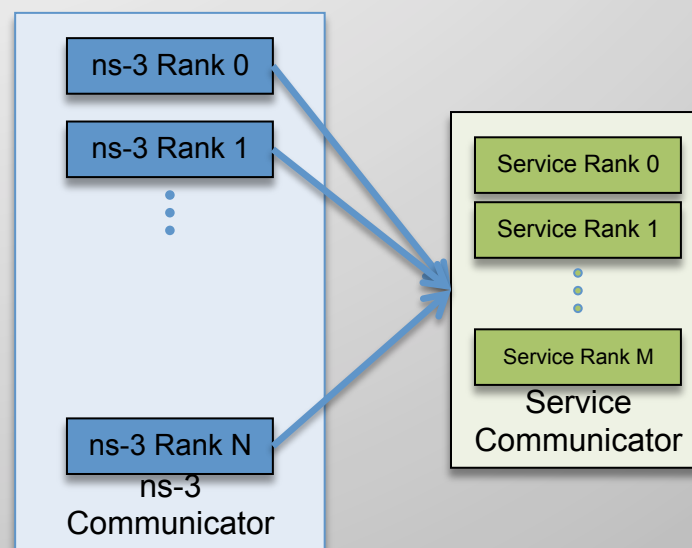 ns-3 Rank 0
ns-3 Rank 1
ns-3 Rank N
ns-3
Communicator
Service Rank 0
Service Rank 1
Service Rank M
Service
Communicator